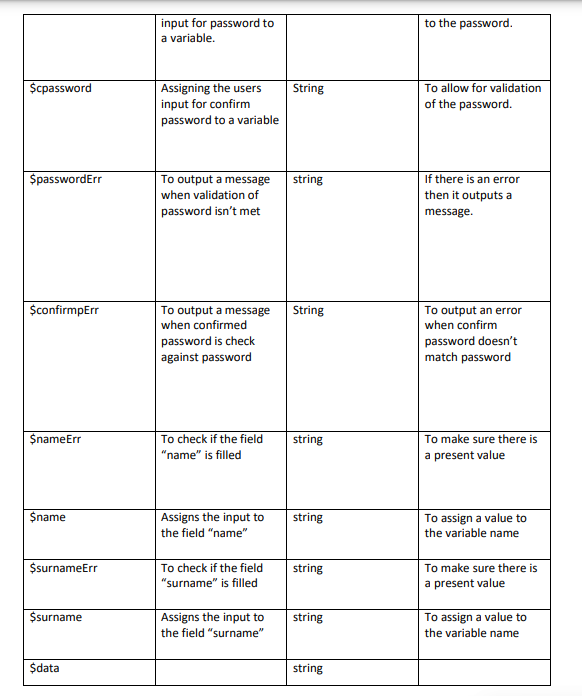 input for password to
a variable.
to the password.
$cpassword
Assigning the users
input for confirm
password to a variable
String
To allow for validation
of the password.
$passwordErr
To output a message
when validation of
password isn’t met
string
If there is an error
then it outputs a
message.
$confirmpErr
To output a message
when confirmed
password is check
against password
String
To output an error
when confirm
password doesn’t
match password
$nameErr
To check if the field
“name” is filled
string
To make sure there is
a present value
$name
Assigns the input to
the field “name”
string
To assign a value to
the variable name
$surnameErr
To check if the field
“surname” is filled
string
To make sure there is
a present value
$surname
Assigns the input to
the field “surname”
string
To assign a value to
the variable name
$data
string